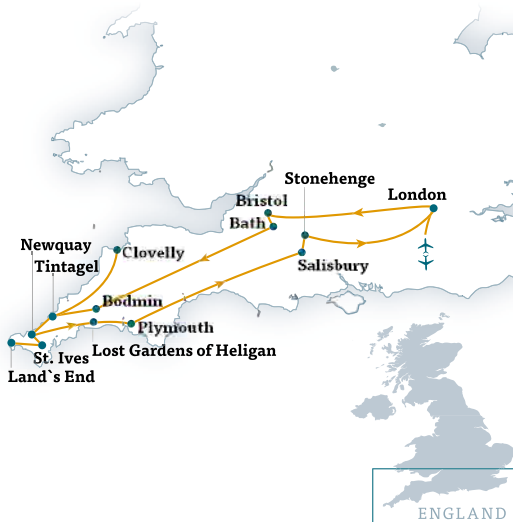 Stonehenge
London
Bristol
Bath
Newquay
Tintagel
Clovelly
Salisbury
Bodmin
Plymouth
St. Ives
Lost Gardens of Heligan
Land`s End
ENGLAND